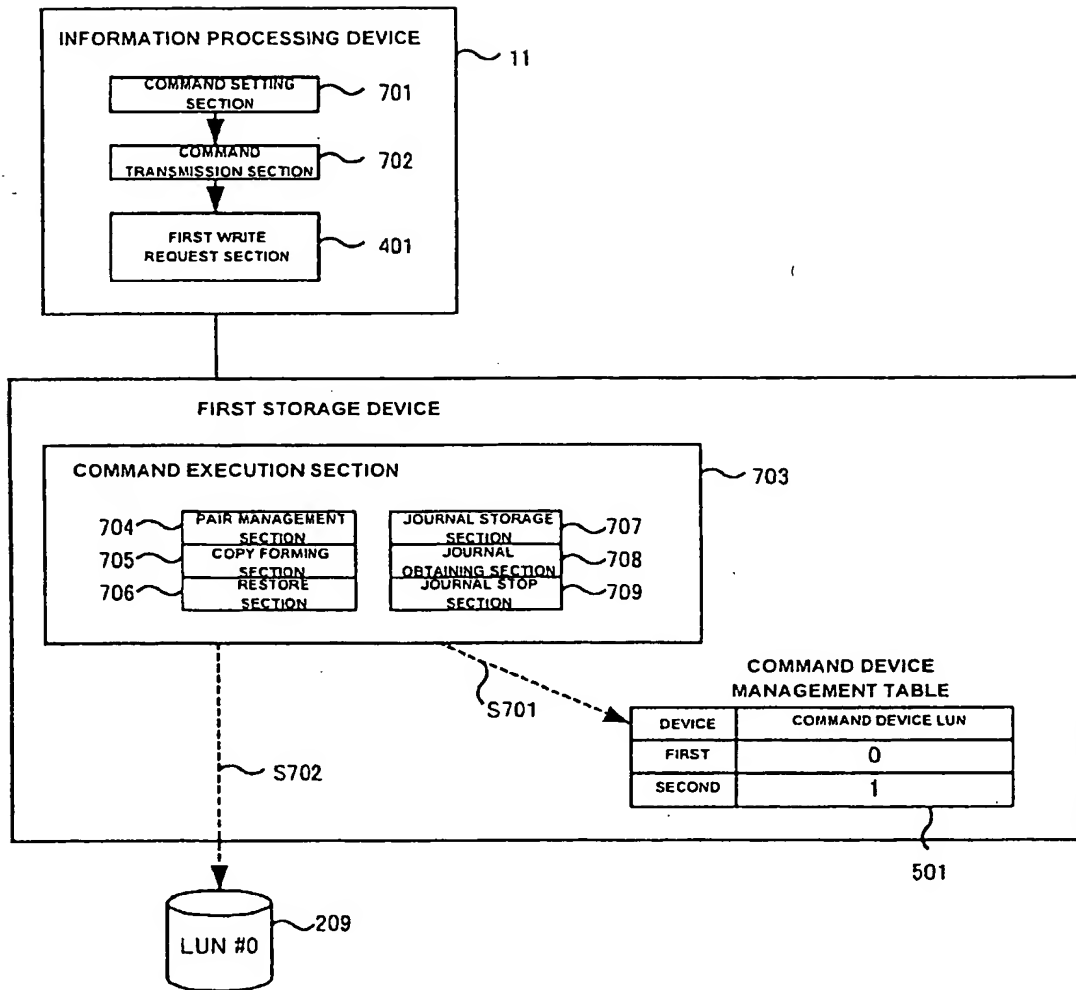 INFORMATION PROCESSING DEVICE
11
COMMAND SETTING
SECTION
701
COMMAND
TRANSMISSION SECTION
702
FIRST WRITE
REQUEST SECTION
401
FIRST STORAGE DEVICE
COMMAND EXECUTION SECTION
703
704
PAIR MANAGEMENT
SECTION
705
COPY FORMING
SECTION
706
RESTORE
SECTION
JOURNAL STORAGE
SECTION
707
JOURNAL
OBTAINING SECTION
708
JOURNAL STOP
SECTION
709
S701
S702
COMMAND DEVICE
MANAGEMENT TABLE
DEVICE COMMAND DEVICE LUN
FIRST 0
SECOND 1
501
LUN #0
209